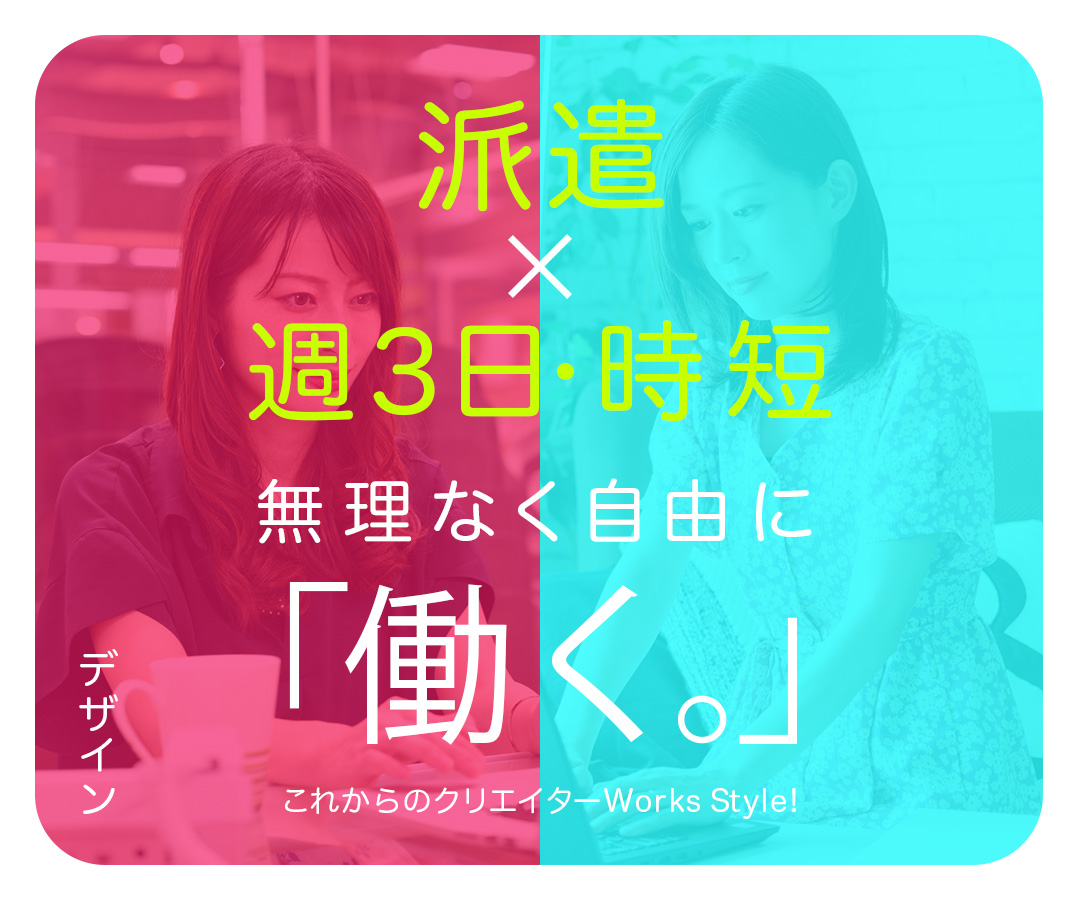 派遣
×
週3日・時短
無理なく自由に
「働く。」
これからのクリエイターWorks Style!
デザイン